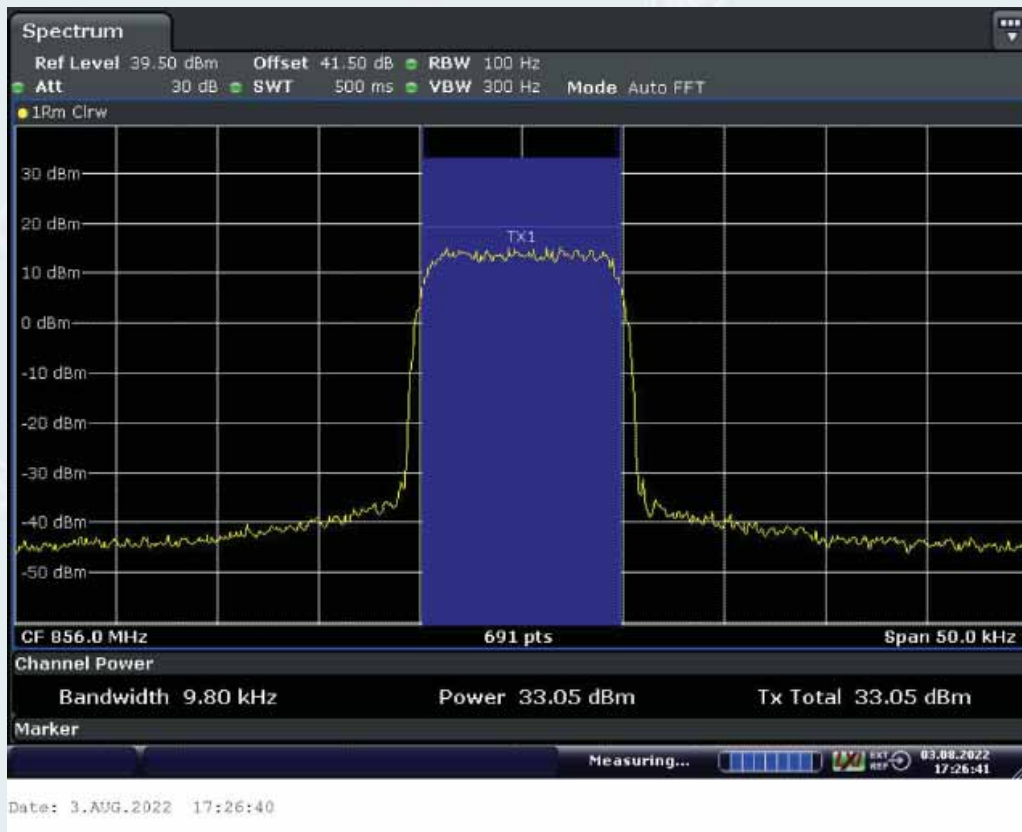 Spectrum
Ref Level 39.50 dBm Offset 41.50 dB RBW 100 Hz
Att 30 dB SWT 500 ms VBW 300 Hz Mode Auto FFT
1Rm Clrw
30 dBm
20 dBm
TX1
10 dBm
0 dBm
-10 dBm
-20 dBm
-30 dBm
-40 dBm
-50 dBm
CF 856.0 MHz 691 pts Span 50.0 kHz
Channel Power
Bandwidth 9.80 kHz Power 33.05 dBm Tx Total 33.05 dBm
Marker
Measuring... LXI EXT REF 03.08.2022
17:26:41
Date: 3.AUG.2022 17:26:40